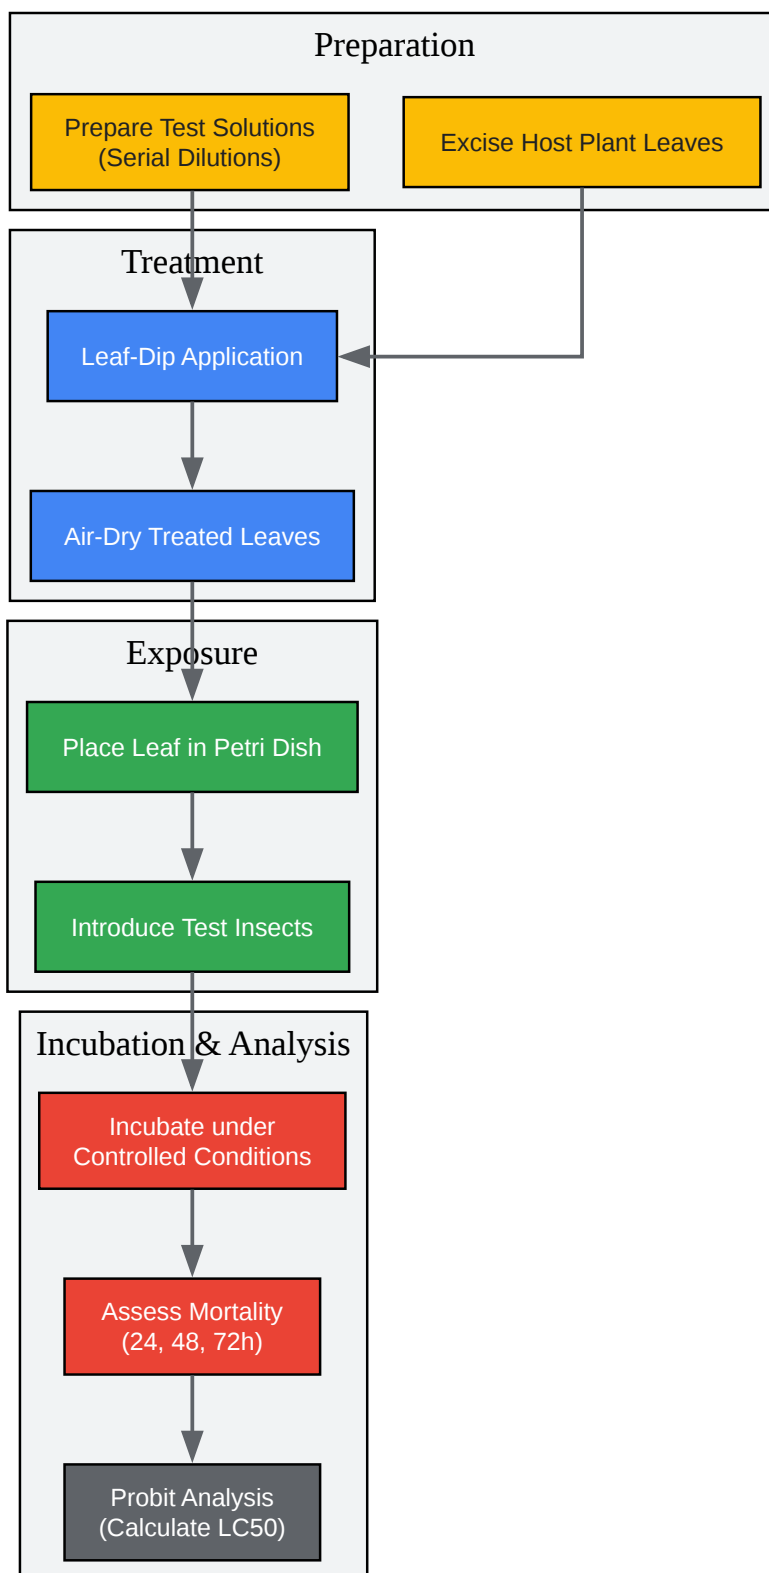 Preparation
Prepare Test Solutions
(Serial Dilutions)
Excise Host Plant Leaves
Treatment
Leaf-Dip Application
Air-Dry Treated Leaves
Exposure
Place Leaf in Petri Dish
Introduce Test Insects
Incubation & Analysis
Incubate under
Controlled Conditions
Assess Mortality
(24, 48, 72h)
Probit Analysis
(Calculate LC50)